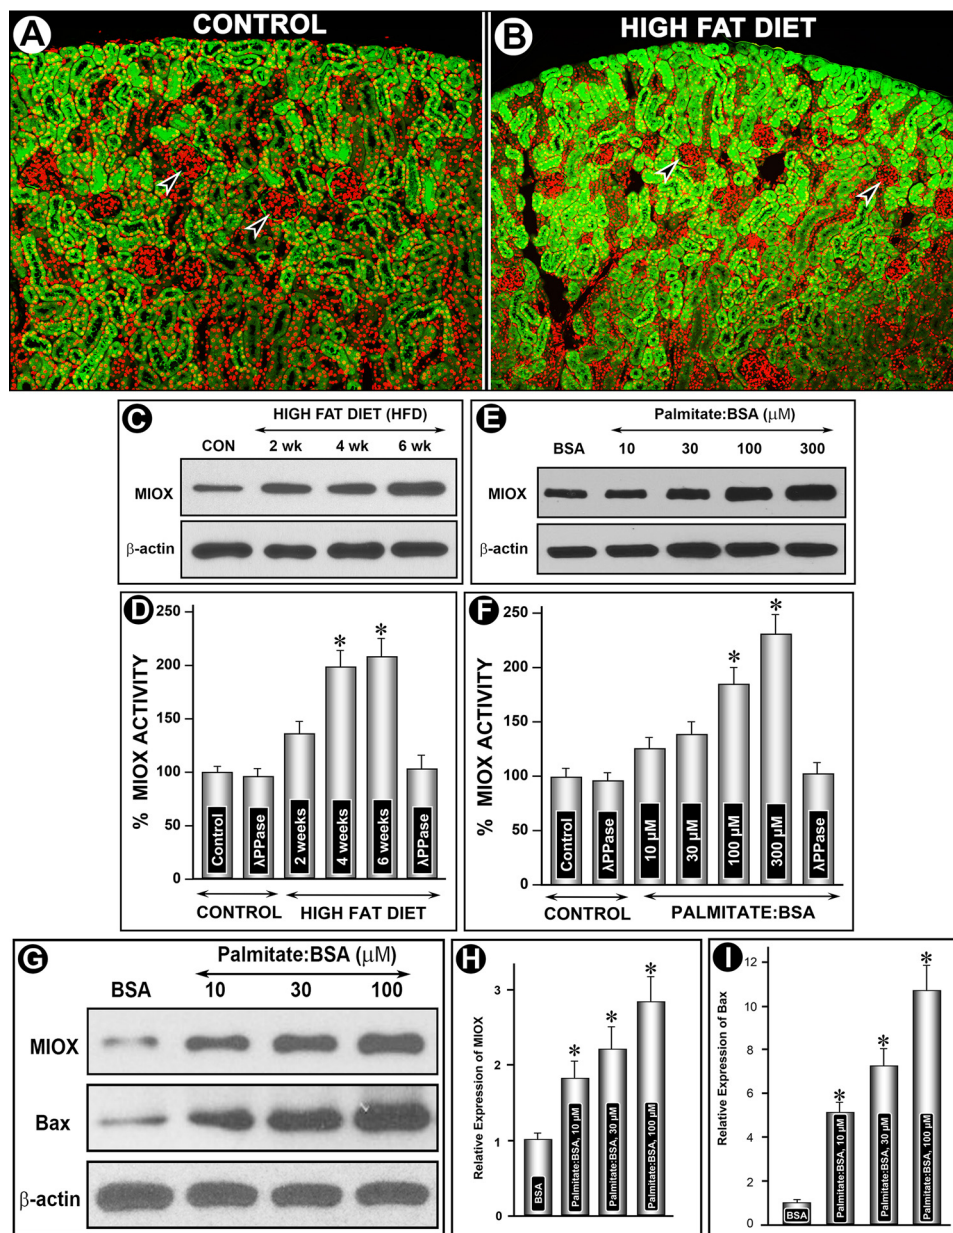 A
CONTROL
B
HIGH FAT DIET
C
HIGH FAT DIET (HFD)
CON 2 wk 4 wk 6 wk
MIOX
β-actin
E
Palmitate:BSA (μM)
BSA 10 30 100 300
MIOX
β-actin
D
% MIOX ACTIVITY
250
200
150
100
50
0
* *
Control
λPPase
2 weeks
4 weeks
6 weeks
λPPase
CONTROL HIGH FAT DIET
F
% MIOX ACTIVITY
250
200
150
100
50
0
* *
Control
λPPase
10 μM
30 μM
100 μM
300 μM
λPPase
CONTROL PALMITATE:BSA
G
Palmitate:BSA (μM)
BSA 10 30 100
MIOX
Bax
β-actin
H
Relative Expression of MIOX
3
2
1
0
* * *
BSA
Palmitate:BSA, 10 μM
Palmitate:BSA, 30 μM
Palmitate:BSA, 100 μM
I
Relative Expression of Bax
12
10
8
6
4
2
0
* * *
BSA
Palmitate:BSA, 10 μM
Palmitate:BSA, 30 μM
Palmitate:BSA, 100 μM